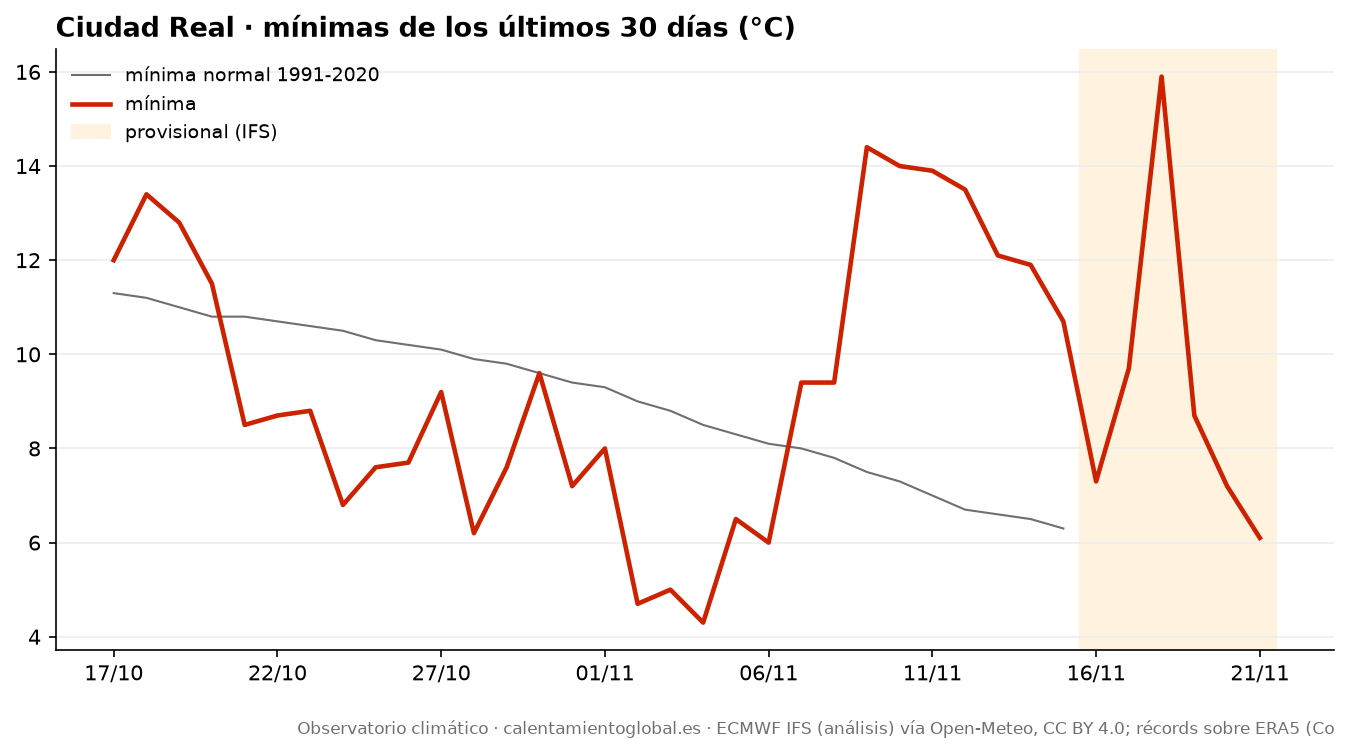 Ciudad Real · mínimas de los últimos 30 días (°C)
mínima normal 1991-2020
mínima
provisional (IFS)
16
14
12
10
8
6
4
17/10 22/10 27/10 01/11 06/11 11/11 16/11 21/11
Observatorio climático · calentamientoglobal.es · ECMWF IFS (análisis) vía Open-Meteo, CC BY 4.0; récords sobre ERA5 (Co